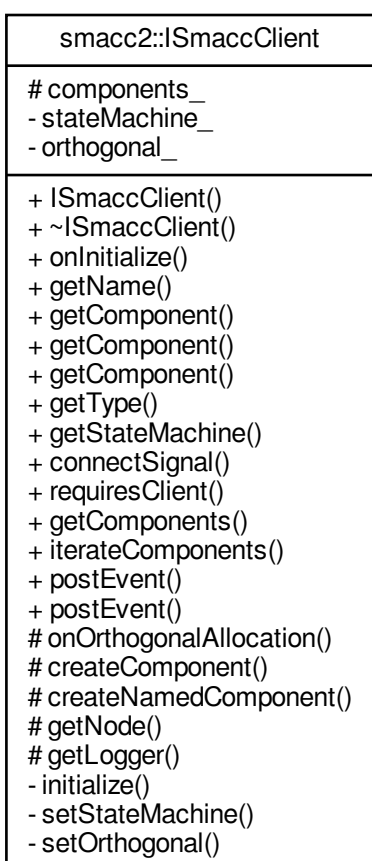 smacc2::ISmaccClient
# components_
- stateMachine_
- orthogonal_
+ ISmaccClient()
+ ~ISmaccClient()
+ onInitialize()
+ getName()
+ getComponent()
+ getComponent()
+ getComponent()
+ getType()
+ getStateMachine()
+ connectSignal()
+ requiresClient()
+ getComponents()
+ iterateComponents()
+ postEvent()
+ postEvent()
# onOrthogonalAllocation()
# createComponent()
# createNamedComponent()
# getNode()
# getLogger()
- initialize()
- setStateMachine()
- setOrthogonal()